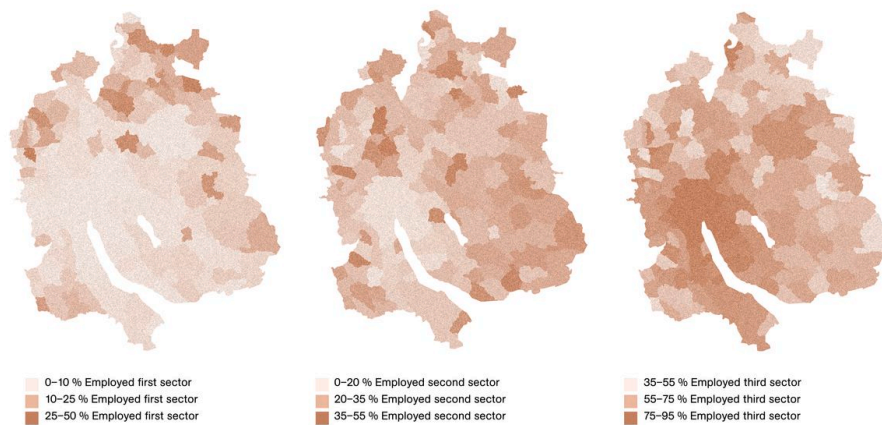 0–10 % Employed first sector
10–25 % Employed first sector
25–50 % Employed first sector
0–20 % Employed second sector
20–35 % Employed second sector
35–55 % Employed second sector
35–55 % Employed third sector
55–75 % Employed third sector
75–95 % Employed third sector